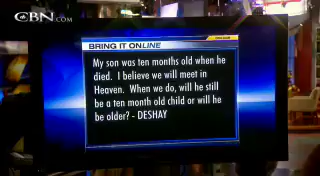 CBN.COM
BRING IT ONLINE
My son was ten months old when he
died. I believe we will meet in
Heaven. When we do, will he still
be a ten month old child or will he
be older? - DESHAY